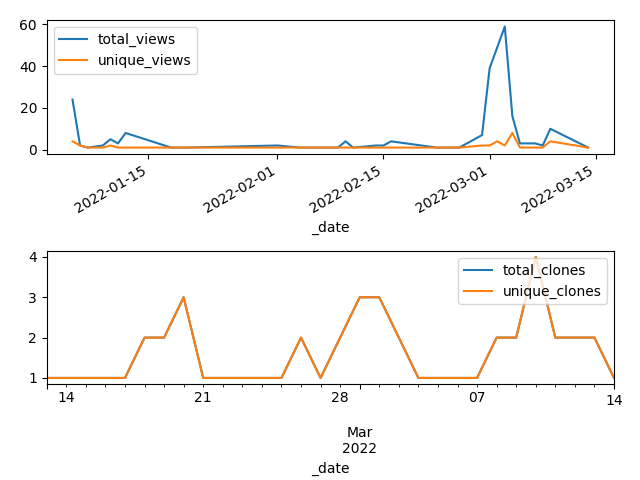 60
40
20
0
total_views
unique_views
2022-01-15
2022-02-01
2022-02-15
2022-03-01
2022-03-15
_date
4
3
2
1
total_clones
unique_clones
14
21
28
07
14
Mar
2022
_date